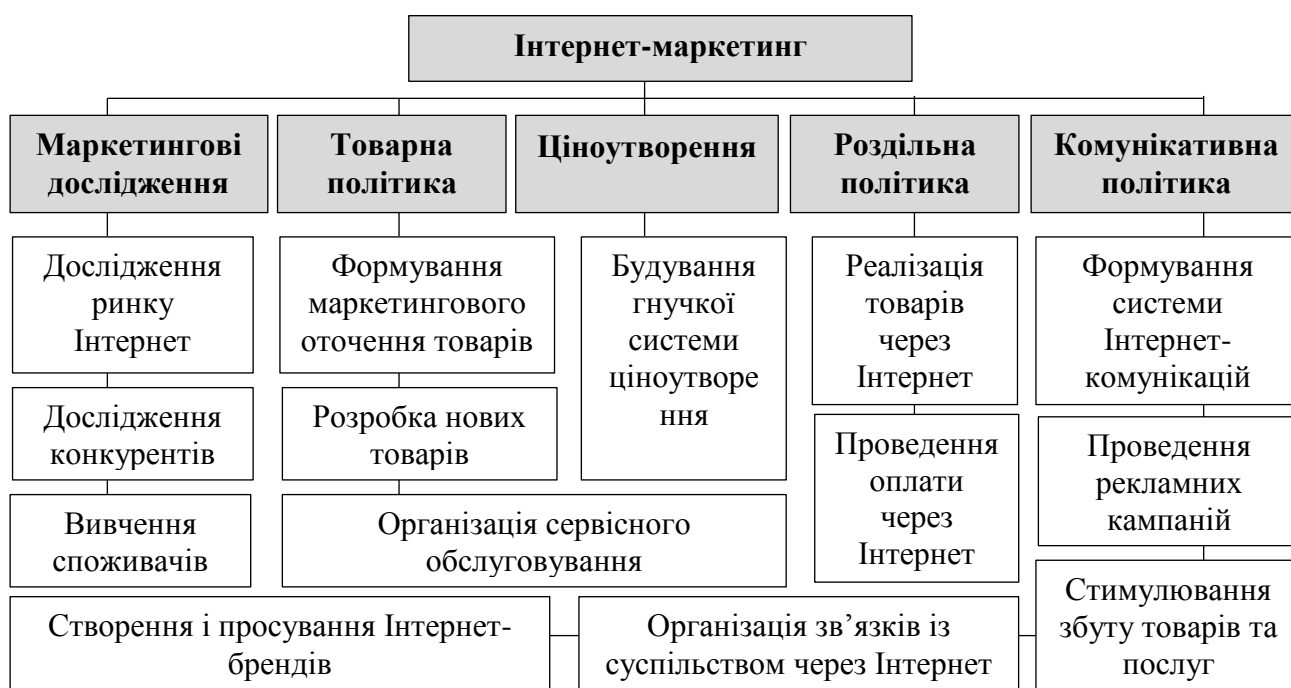 Інтернет-маркетинг
Маркетингові
дослідження
Товарна
політика
Ціноутворення
Роздільна
політика
Комунікативна
політика
Дослідження
ринку
Інтернет
Формування
маркетингового
оточення товарів
Будування
гнучкої
системи
ціноутворе
ння
Реалізація
товарів
через
Інтернет
Формування
системи
Інтернет-
комунікацій
Дослідження
конкурентів
Розробка нових
товарів
Проведення
оплати
через
Інтернет
Проведення
рекламних
кампаній
Вивчення
споживачів
Організація сервісного
обслуговування
Створення і просування Інтернет-
брендів
Організація зв’язків із
суспільством через Інтернет
Стимулювання
збуту товарів та
послуг